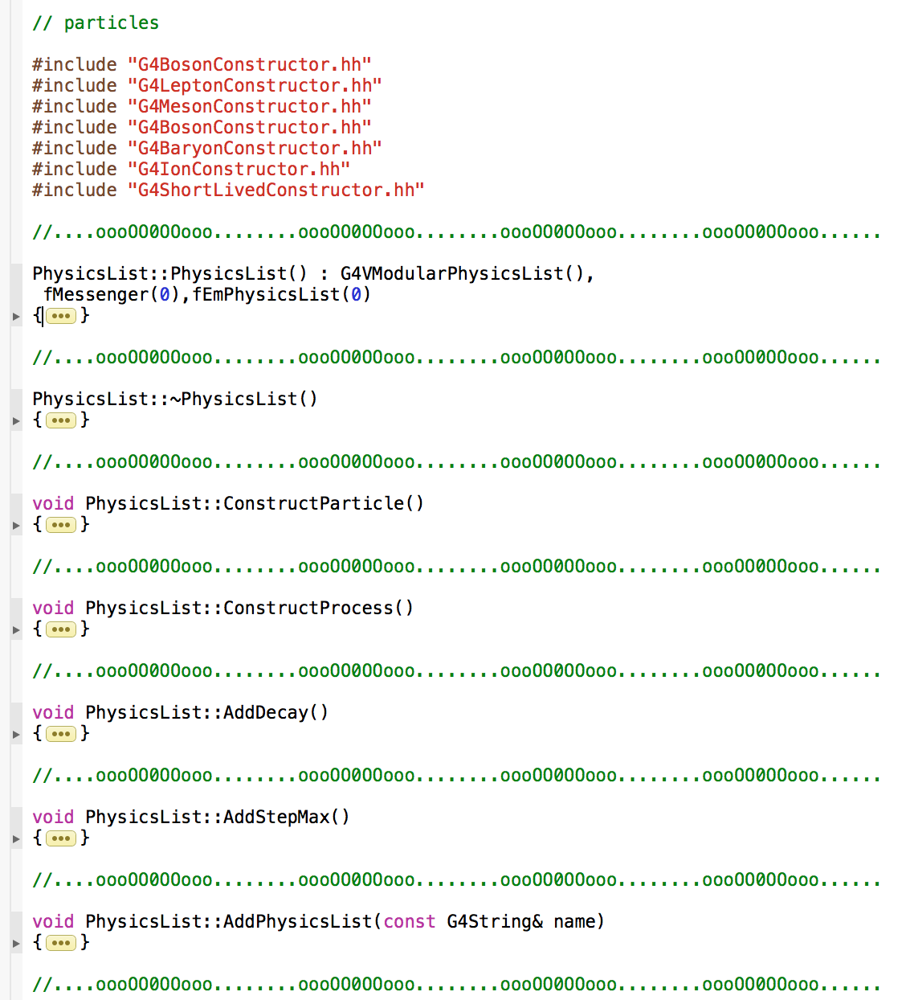 // particles
#include "G4BosonConstructor.hh"
#include "G4LeptonConstructor.hh"
#include "G4MesonConstructor.hh"
#include "G4BosonConstructor.hh"
#include "G4BaryonConstructor.hh"
#include "G4IonConstructor.hh"
#include "G4ShortLivedConstructor.hh"
//....oooOO0OOooo........oooOO0OOooo........oooOO0OOooo........oooOO0OOooo......
PhysicsList::PhysicsList() : G4VModularPhysicsList(),
 fMessenger(0),fEmPhysicsList(0)
{•••}
//....oooOO0OOooo........oooOO0OOooo........oooOO0OOooo........oooOO0OOooo......
PhysicsList::~PhysicsList()
{•••}
//....oooOO0OOooo........oooOO0OOooo........oooOO0OOooo........oooOO0OOooo......
void PhysicsList::ConstructParticle()
{•••}
//....oooOO0OOooo........oooOO0OOooo........oooOO0OOooo........oooOO0OOooo......
void PhysicsList::ConstructProcess()
{•••}
//....oooOO0OOooo........oooOO0OOooo........oooOO0OOooo........oooOO0OOooo......
void PhysicsList::AddDecay()
{•••}
//....oooOO0OOooo........oooOO0OOooo........oooOO0OOooo........oooOO0OOooo......
void PhysicsList::AddStepMax()
{•••}
//....oooOO0OOooo........oooOO0OOooo........oooOO0OOooo........oooOO0OOooo......
void PhysicsList::AddPhysicsList(const G4String& name)
{•••}
//....oooOO0OOooo........oooOO0OOooo........oooOO0OOooo........oooOO0OOooo......